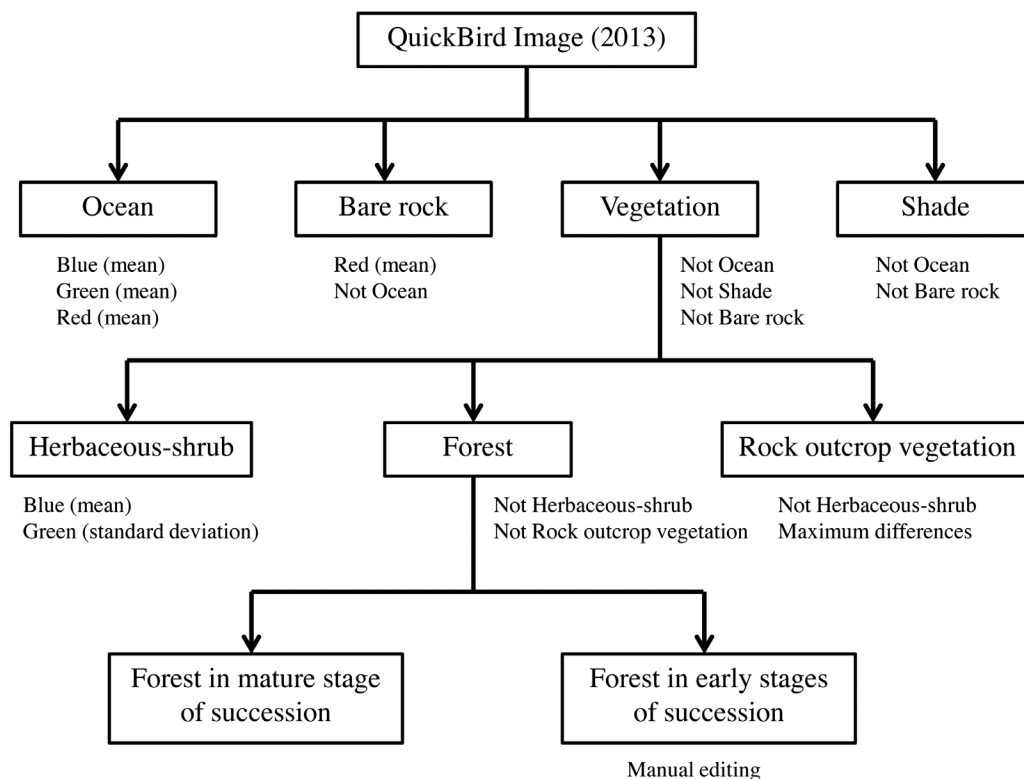 QuickBird Image (2013)
Ocean
Bare rock
Vegetation
Shade
Blue (mean)
Green (mean)
Red (mean)
Red (mean)
Not Ocean
Not Ocean
Not Shade
Not Bare rock
Not Ocean
Not Bare rock
Herbaceous-shrub
Forest
Rock outcrop vegetation
Blue (mean)
Green (standard deviation)
Not Herbaceous-shrub
Not Rock outcrop vegetation
Not Herbaceous-shrub
Maximum differences
Forest in mature stage
of succession
Forest in early stages
of succession
Manual editing